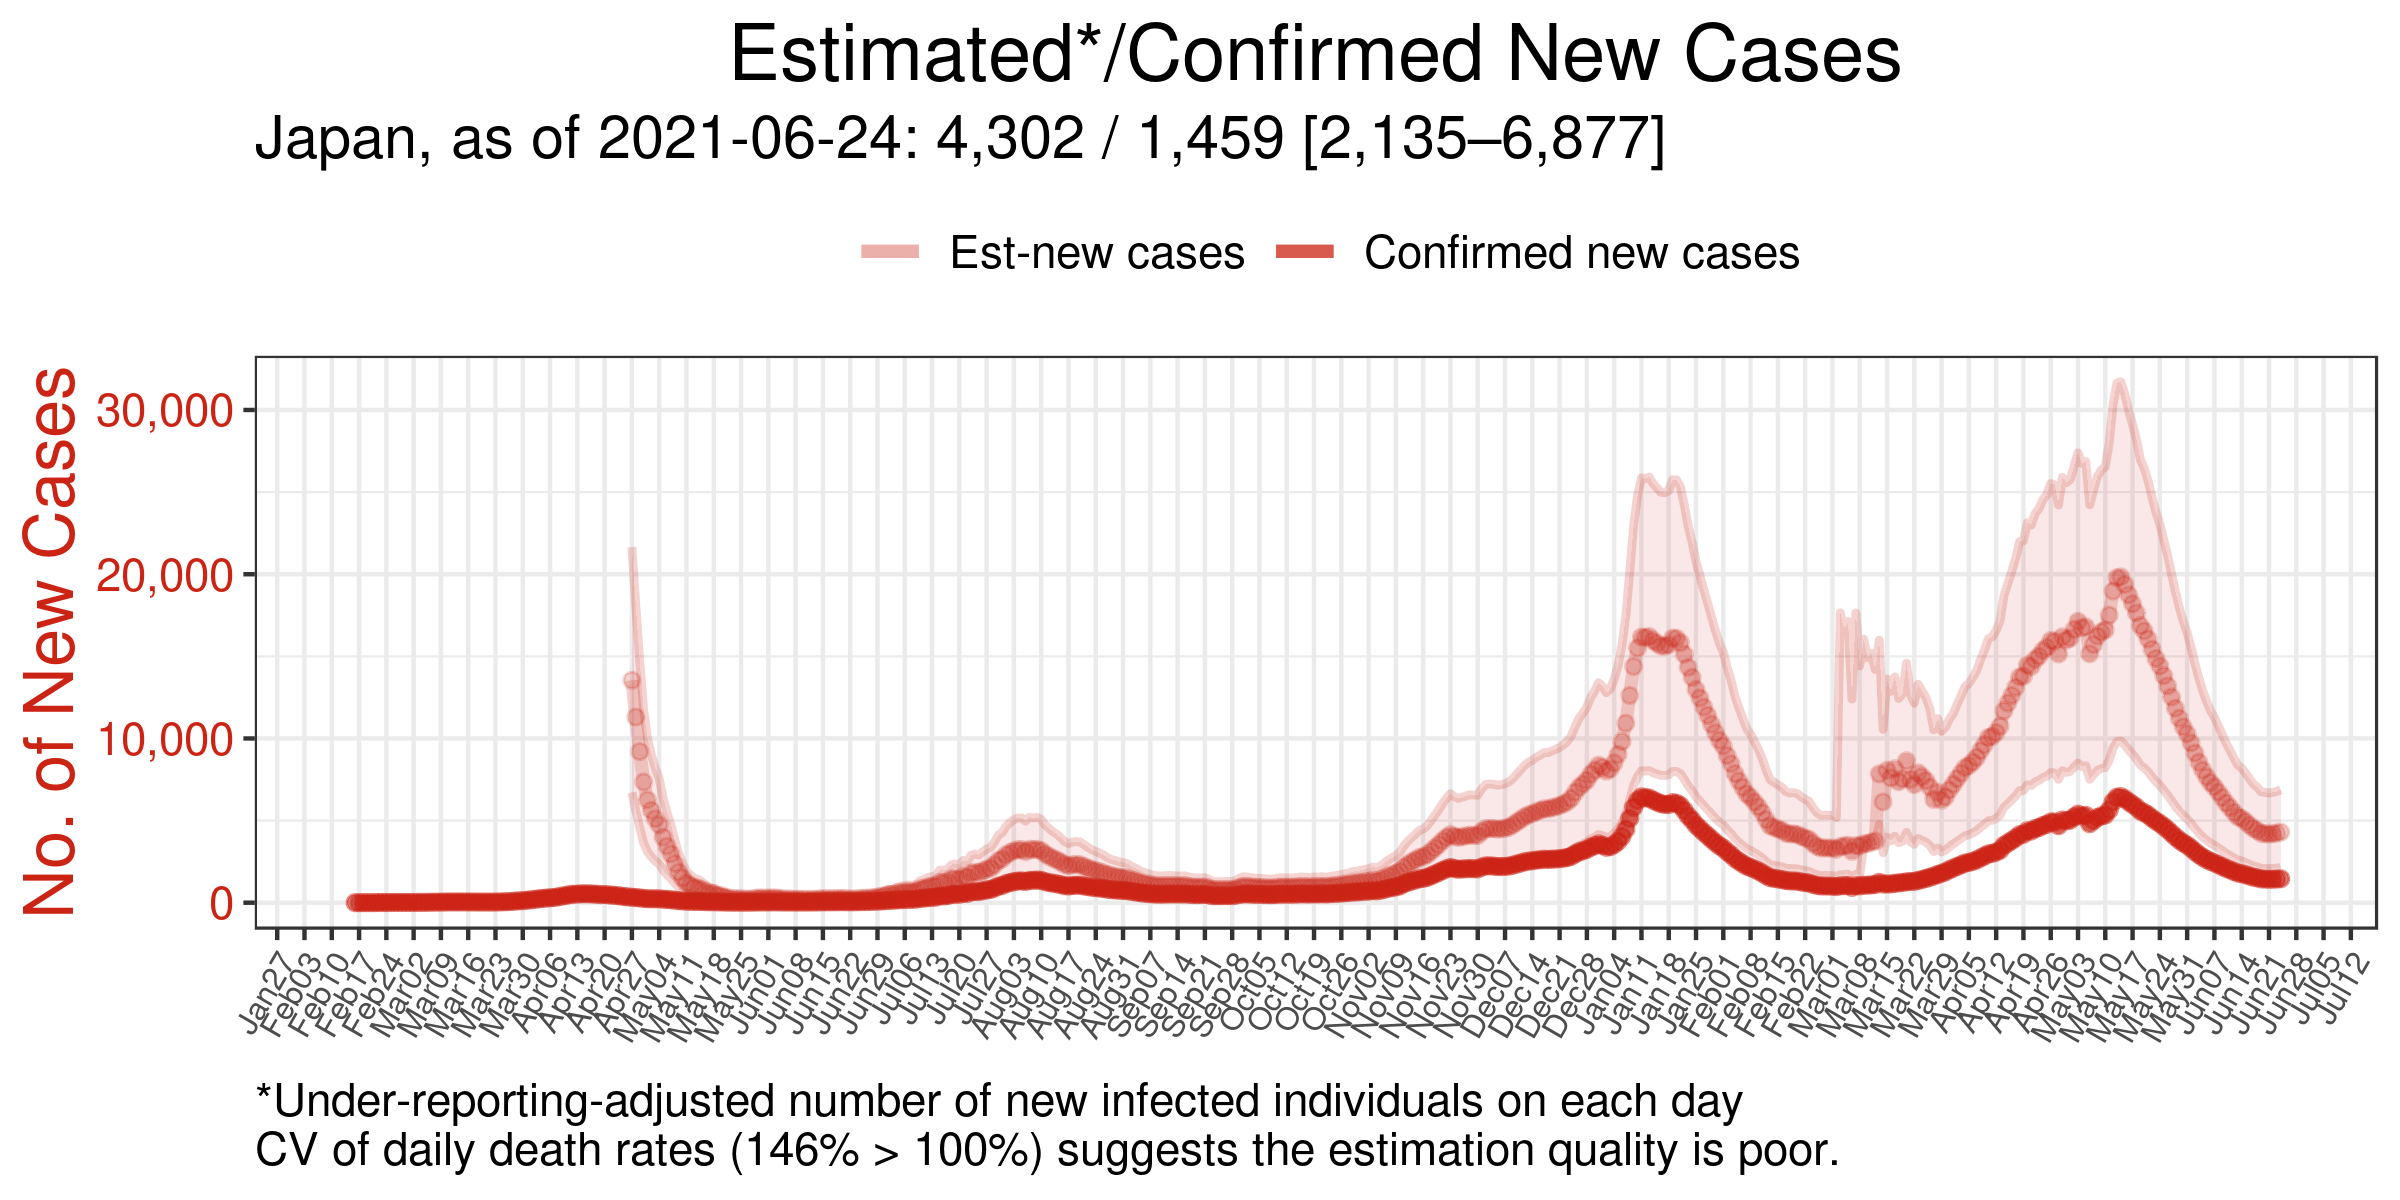 Estimated*/Confirmed New Cases
Japan, as of 2021-06-24: 4,302 / 1,459 [2,135–6,877]
Est-new cases
Confirmed new cases
No. of New Cases
30,000
20,000
10,000
0
Jan27
Feb03
Feb10
Feb17
Feb24
Mar02
Mar09
Mar16
Mar23
Mar30
Apr06
Apr13
Apr20
Apr27
May04
May11
May18
May25
Jun01
Jun08
Jun15
Jun22
Jun29
Jul06
Jul13
Jul20
Jul27
Aug03
Aug10
Aug17
Aug24
Aug31
Sep07
Sep14
Sep21
Sep28
Oct05
Oct12
Oct19
Oct26
Nov02
Nov09
Nov16
Nov23
Nov30
Dec07
Dec14
Dec21
Dec28
Jan04
Jan11
Jan18
Jan25
Feb01
Feb08
Feb15
Feb22
Mar01
Mar08
Mar15
Mar22
Mar29
Apr05
Apr12
Apr19
Apr26
May03
May10
May17
May24
May31
Jun07
Jun14
Jun21
Jun28
Jul05
Jul12
*Under-reporting-adjusted number of new infected individuals on each day
CV of daily death rates (146% > 100%) suggests the estimation quality is poor.